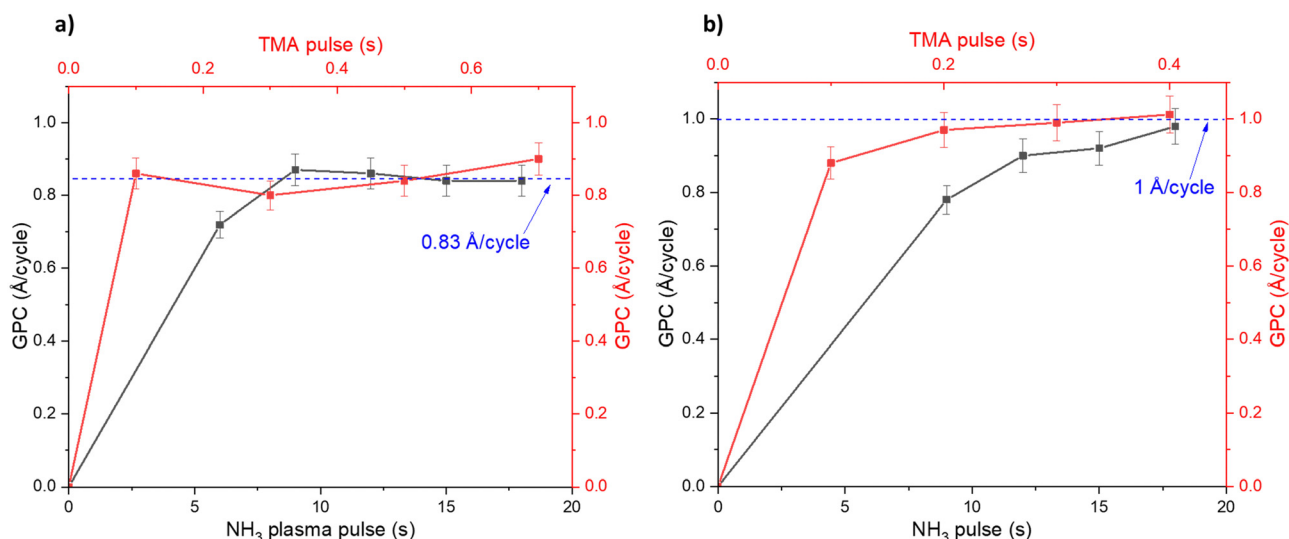 a)
TMA pulse (s)
0.0 0.2 0.4 0.6
1.0 1.0
0.8 0.8
0.83 Å/cycle
0.6 0.6
GPC (Å/cycle)
GPC (Å/cycle)
0.4 0.4
0.2 0.2
0.0 0.0
0 5 10 15 20
NH₃ plasma pulse (s)
b)
TMA pulse (s)
0.0 0.2 0.4
1.0 1.0
1 Å/cycle
0.8 0.8
0.6 0.6
GPC (Å/cycle)
GPC (Å/cycle)
0.4 0.4
0.2 0.2
0.0 0.0
0 5 10 15 20
NH₃ pulse (s)